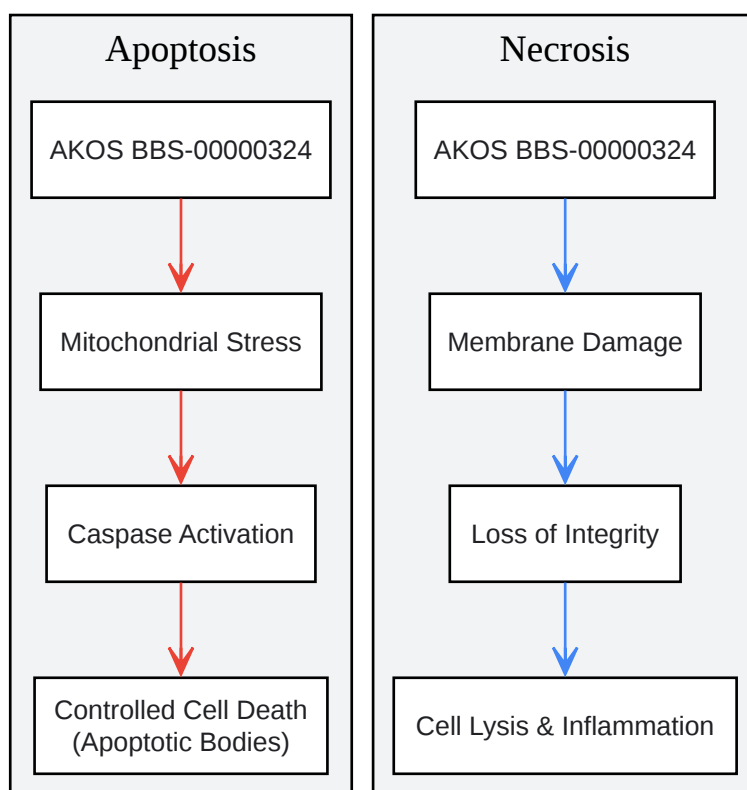 Apoptosis
AKOS BBS-00000324
Mitochondrial Stress
Caspase Activation
Controlled Cell Death
(Apoptotic Bodies)
Necrosis
AKOS BBS-00000324
Membrane Damage
Loss of Integrity
Cell Lysis & Inflammation